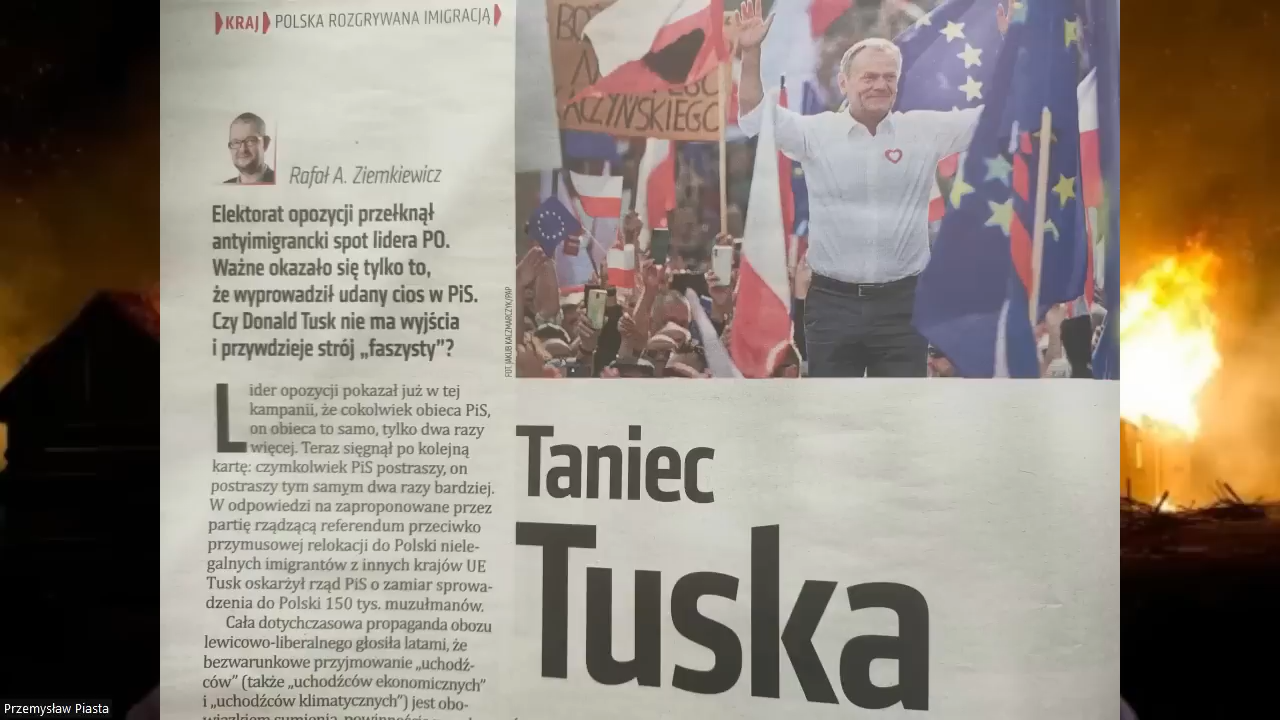 KRAJ POLSKA ROZGRYWANA IMIGRACJĄ
Rafał A. Ziemkiewicz
Elektorat opozycji przełknął
antyimigrancki spot lidera PO.
Ważne okazało się tylko to,
że wyprowadził udany cios w PiS.
Czy Donald Tusk nie ma wyjścia
i przywdzieje strój „faszysty”?
Lider opozycji pokazał już w tej
kampanii, że cokolwiek obieca PiS,
on obieca to samo, tylko dwa razy
więcej. Teraz sięgnął po kolejną
kartę: czymkolwiek PiS postraszy, on
postraszy tym samym dwa razy bardziej.
W odpowiedzi na zaproponowane przez
partię rządzącą referendum przeciwko
przymusowej relokacji do Polski niele-
galnych imigrantów z innych krajów UE
Tusk oskarżył rząd PiS o zamiar sprowa-
dzenia do Polski 150 tys. muzułmanów.
Cała dotychczasowa propaganda obozu
lewicowo-liberalnego głosiła latami, że
bezwarunkowe przyjmowanie „uchodź-
ców” (także „uchodźców ekonomicznych”
i „uchodźców klimatycznych”) jest obo-
FOT. JAKUB KACZMARCZYK/PAP
Taniec
Tuska
Przemysław Piasta